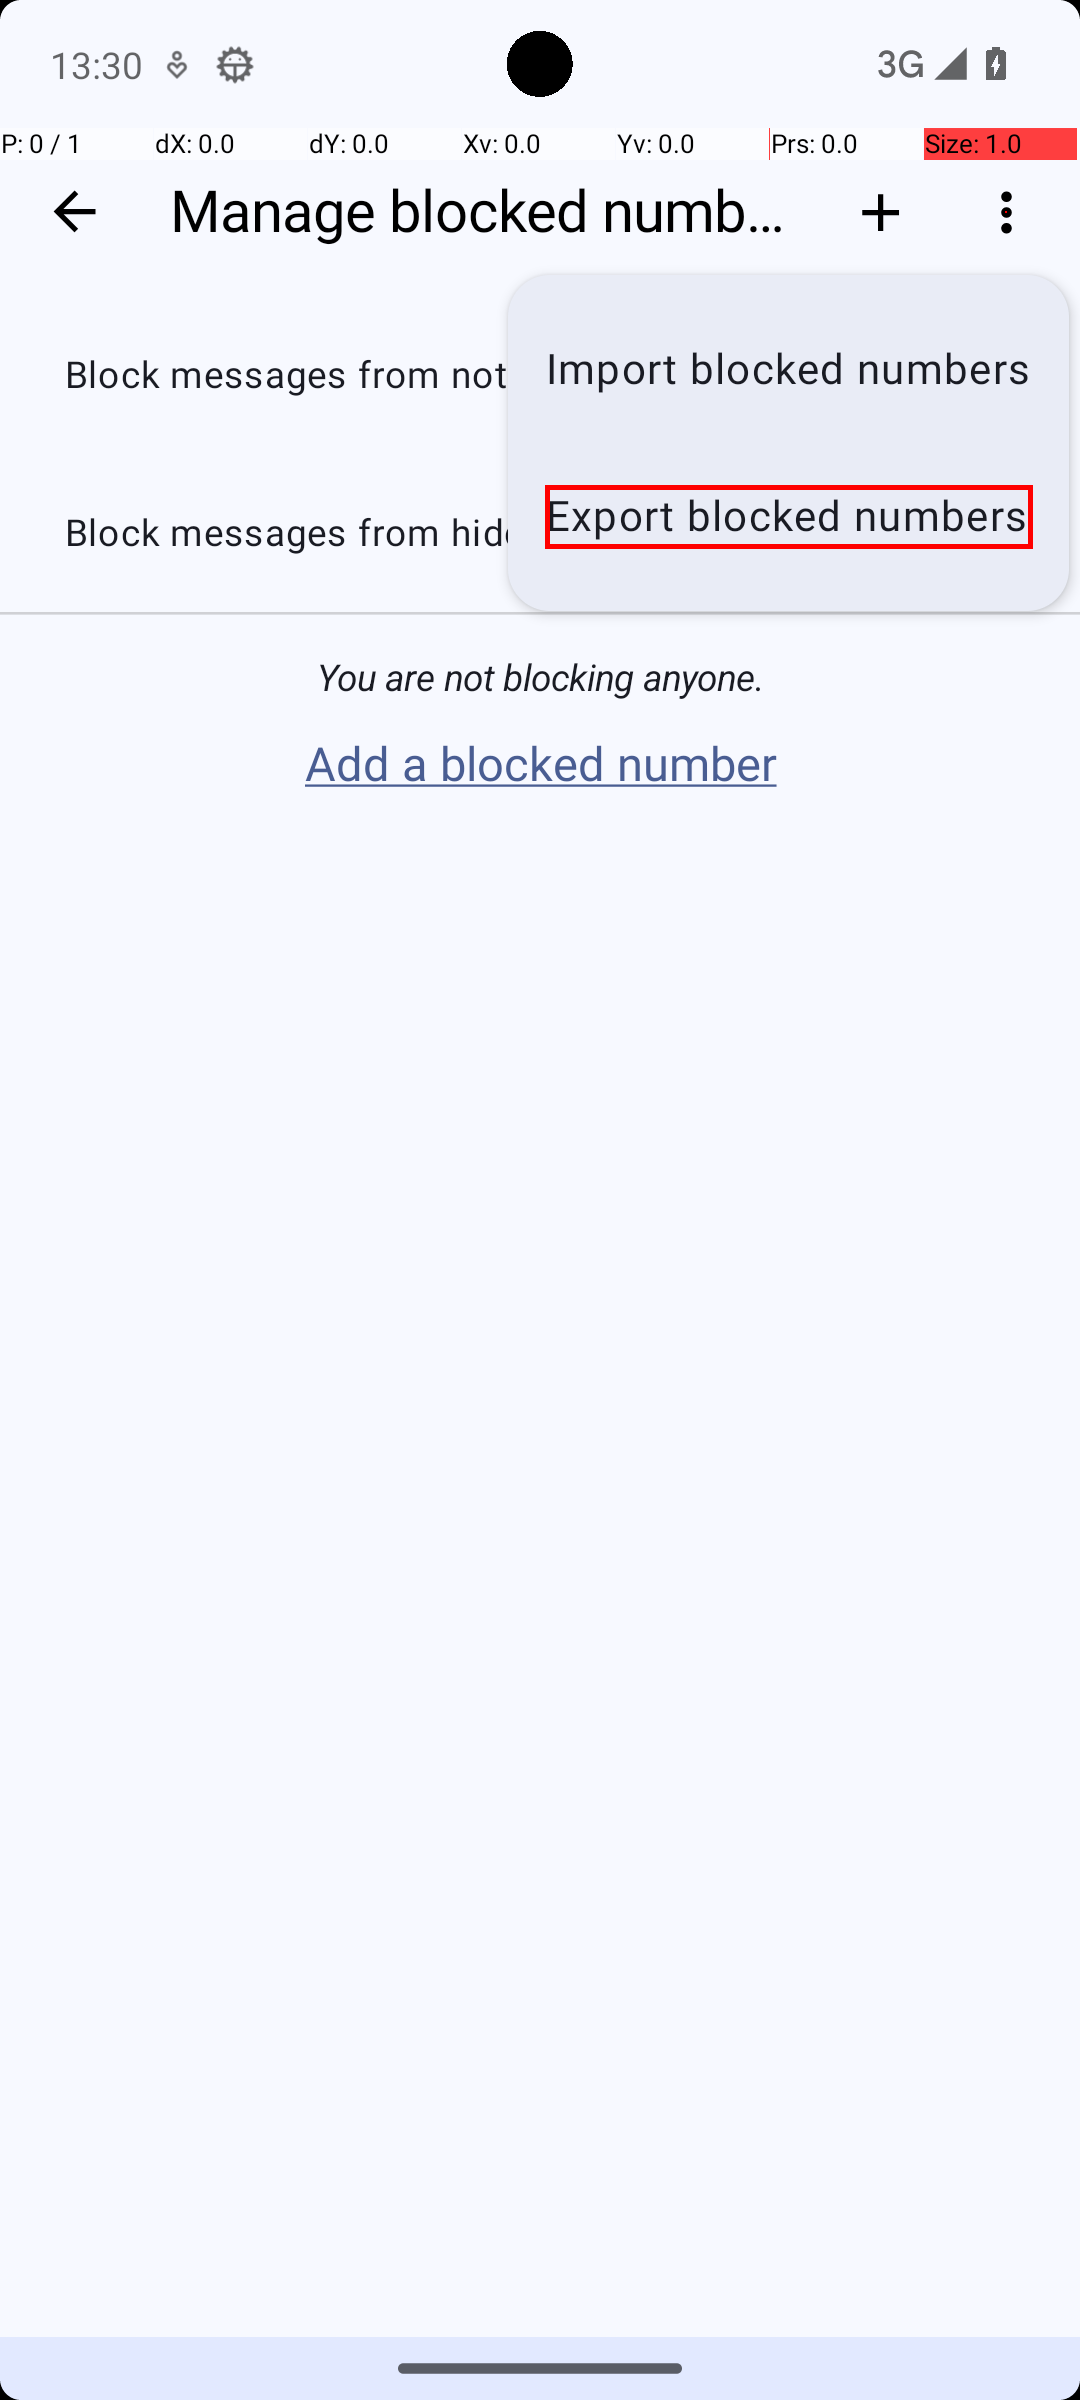 13:30
3G
P: 0 / 1 dX: 0.0 dY: 0.0 Xv: 0.0 Yv: 0.0 Prs: 0.0 Size: 1.0
Manage blocked numb...
Import blocked numbers
Block messages from not
Export blocked numbers
Block messages from hid
You are not blocking anyone.
Add a blocked number